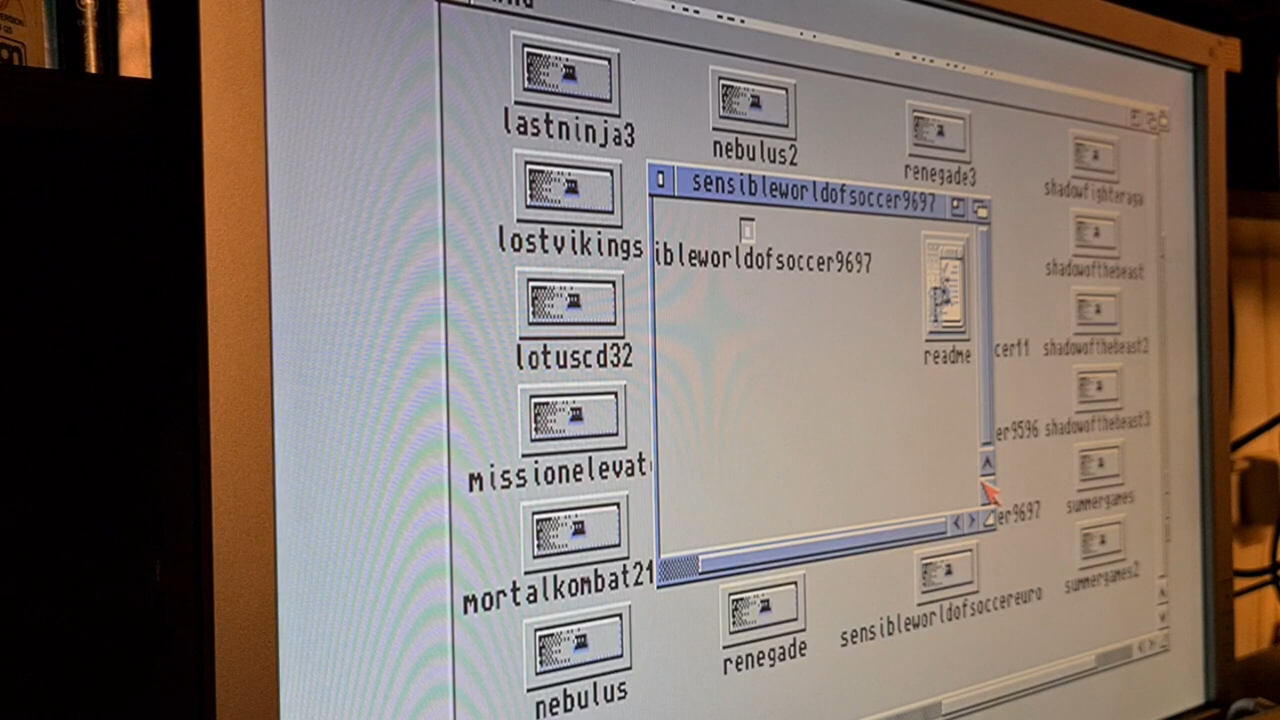 lastninja3
nebulus2
renegade3
shadowfighteraga
sensibleworldofsoccer9697
lostvikings
ibleworldofsoccer9697
shadowofthebeast
lotuscd32
readme
cer11
shadowofthebeast2
missionelevat
er9596
shadowofthebeast3
mortalkombat2
er9697
summergames
nebulus
renegade
sensibleworldofsoccereuro
summergames2